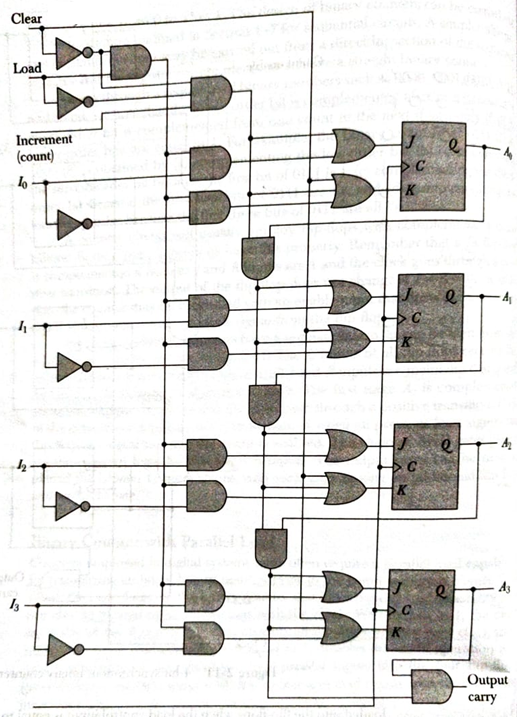 Clear
Load
Increment
(count)
J Q A0
C
K
I0
J Q A1
C
K
I1
J Q A2
C
K
I2
J Q A3
C
K
I3
Output
carry